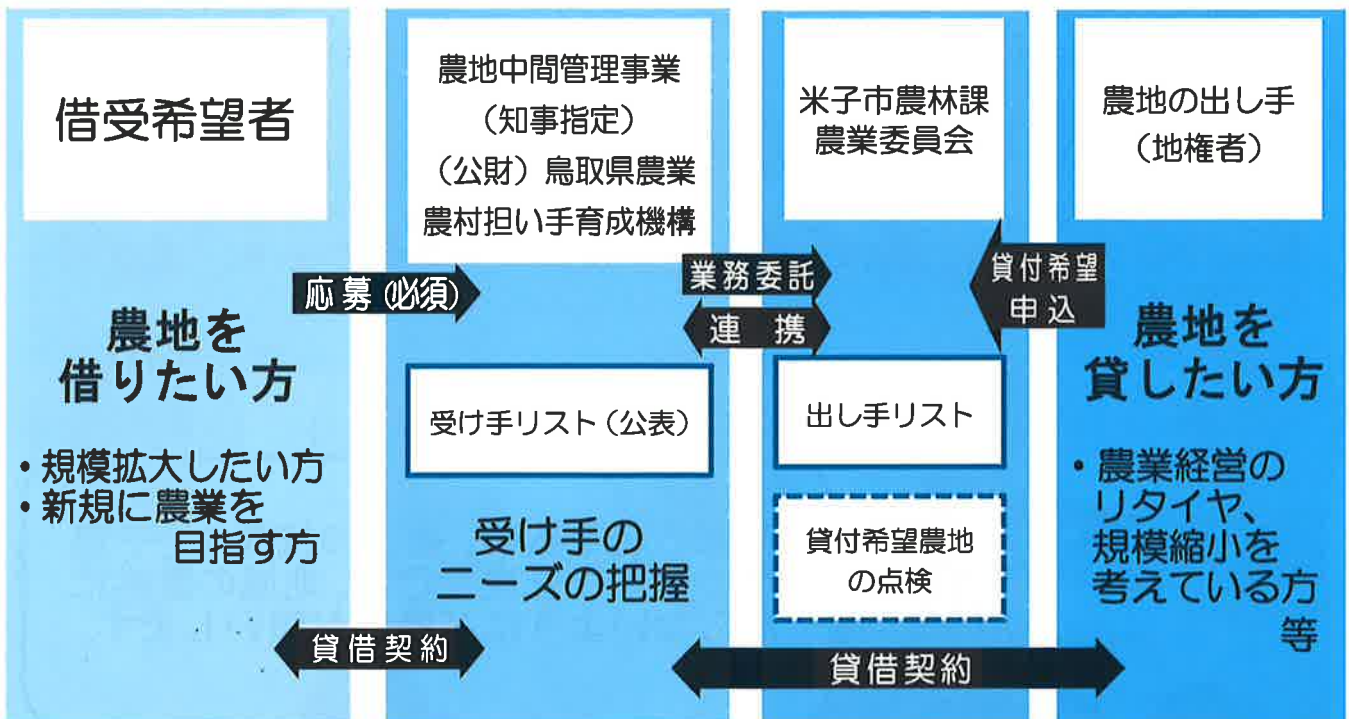 借受希望者
農地を
借りたい方
・規模拡大したい方
・新規に農業を
目指す方
応募(必須)
貸借契約
農地中間管理事業
(知事指定)
(公財)鳥取県農業
農村担い手育成機構
受け手リスト(公表)
受け手の
ニーズの把握
業務委託
連携
米子市農林課
農業委員会
出し手リスト
貸付希望農地
の点検
貸借契約
貸付希望
申込
農地の出し手
(地権者)
農地を
貸したい方
・農業経営の
リタイヤ、
規模縮小を
考えている方
等